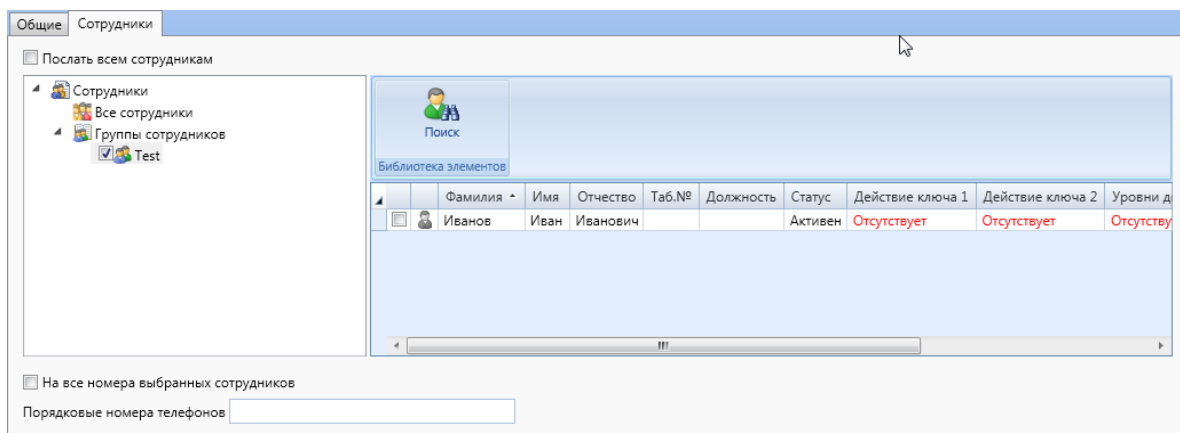 Общие Сотрудники
Послать всем сотрудникам
Сотрудники
Все сотрудники
Группы сотрудников
Test
Поиск
Библиотека элементов
Фамилия Имя Отчество Таб.№ Должность Статус Действие ключа 1 Действие ключа 2 Уровни д
Иванов Иван Иванович Активен Отсутствует Отсутствует Отсутству
На все номера выбранных сотрудников
Порядковые номера телефонов